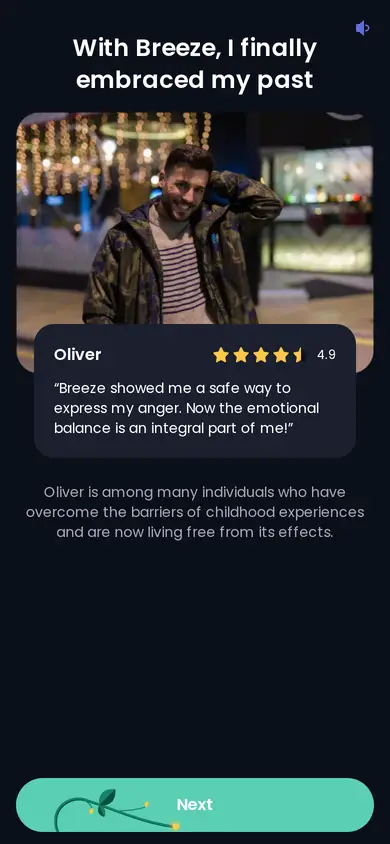 With Breeze, I finally
embraced my past
Oliver
4.9
“Breeze showed me a safe way to
express my anger. Now the emotional
balance is an integral part of me!”
Oliver is among many individuals who have
overcome the barriers of childhood experiences
and are now living free from its effects.
Next